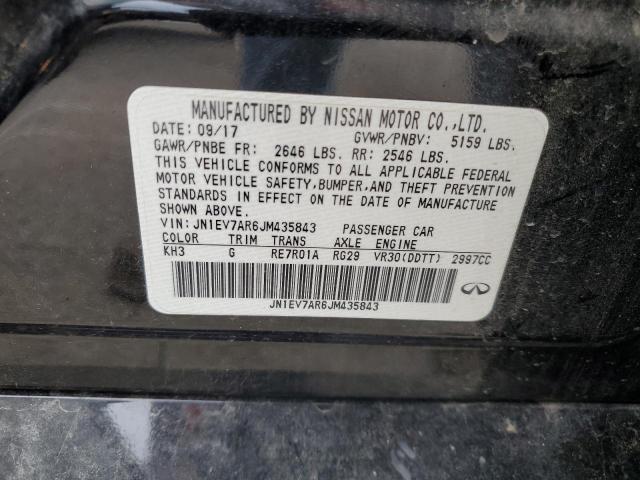 MANUFACTURED BY NISSAN MOTOR CO.,LTD.
DATE: 09/17 GVWR/PNBV: 5159 LBS.
GAWR/PNBE FR: 2646 LBS. RR: 2546 LBS.
THIS VEHICLE CONFORMS TO ALL APPLICABLE FEDERAL
MOTOR VEHICLE SAFETY, BUMPER, AND THEFT PREVENTION
STANDARDS IN EFFECT ON THE DATE OF MANUFACTURE
SHOWN ABOVE.
VIN: JN1EV7AR6JM435843 PASSENGER CAR
COLOR TRIM TRANS AXLE ENGINE
KH3 G RE7R01A RG29 VR30(DDTT) 2997CC
JN1EV7AR6JM435843